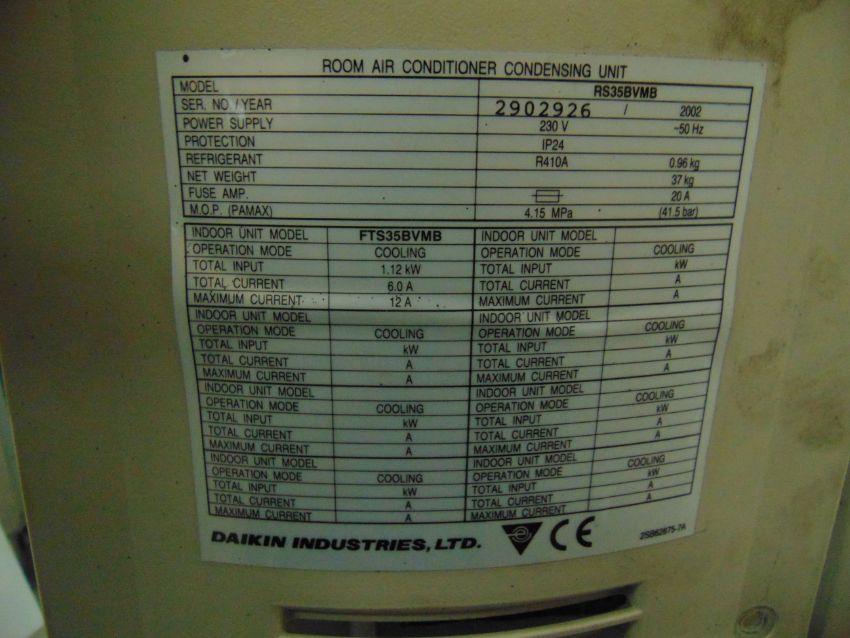 ROOM AIR CONDITIONER CONDENSING UNIT
MODEL RS35BVMB
SER. NO./YEAR 2902926 / 2002
POWER SUPPLY 230 V ~50 Hz
PROTECTION IP24
REFRIGERANT R410A 0.96 kg
NET WEIGHT 37 kg
FUSE AMP. 20 A
M.O.P. (PAMAX) 4.15 MPa (41.5 bar)
INDOOR UNIT MODEL FTS35BVMB INDOOR UNIT MODEL
OPERATION MODE COOLING OPERATION MODE COOLING
TOTAL INPUT 1.12 kW TOTAL INPUT kW
TOTAL CURRENT 6.0 A TOTAL CURRENT A
MAXIMUM CURRENT 12 A MAXIMUM CURRENT A
INDOOR UNIT MODEL INDOOR UNIT MODEL
OPERATION MODE COOLING OPERATION MODE COOLING
TOTAL INPUT kW TOTAL INPUT kW
TOTAL CURRENT A TOTAL CURRENT A
MAXIMUM CURRENT A MAXIMUM CURRENT A
INDOOR UNIT MODEL INDOOR UNIT MODEL
OPERATION MODE COOLING OPERATION MODE COOLING
TOTAL INPUT kW TOTAL INPUT kW
TOTAL CURRENT A TOTAL CURRENT A
MAXIMUM CURRENT A MAXIMUM CURRENT A
INDOOR UNIT MODEL INDOOR UNIT MODEL
OPERATION MODE COOLING OPERATION MODE COOLING
TOTAL INPUT kW TOTAL INPUT kW
TOTAL CURRENT A TOTAL CURRENT A
MAXIMUM CURRENT A MAXIMUM CURRENT A
DAIKIN INDUSTRIES, LTD. e CE 2SB62675-7A